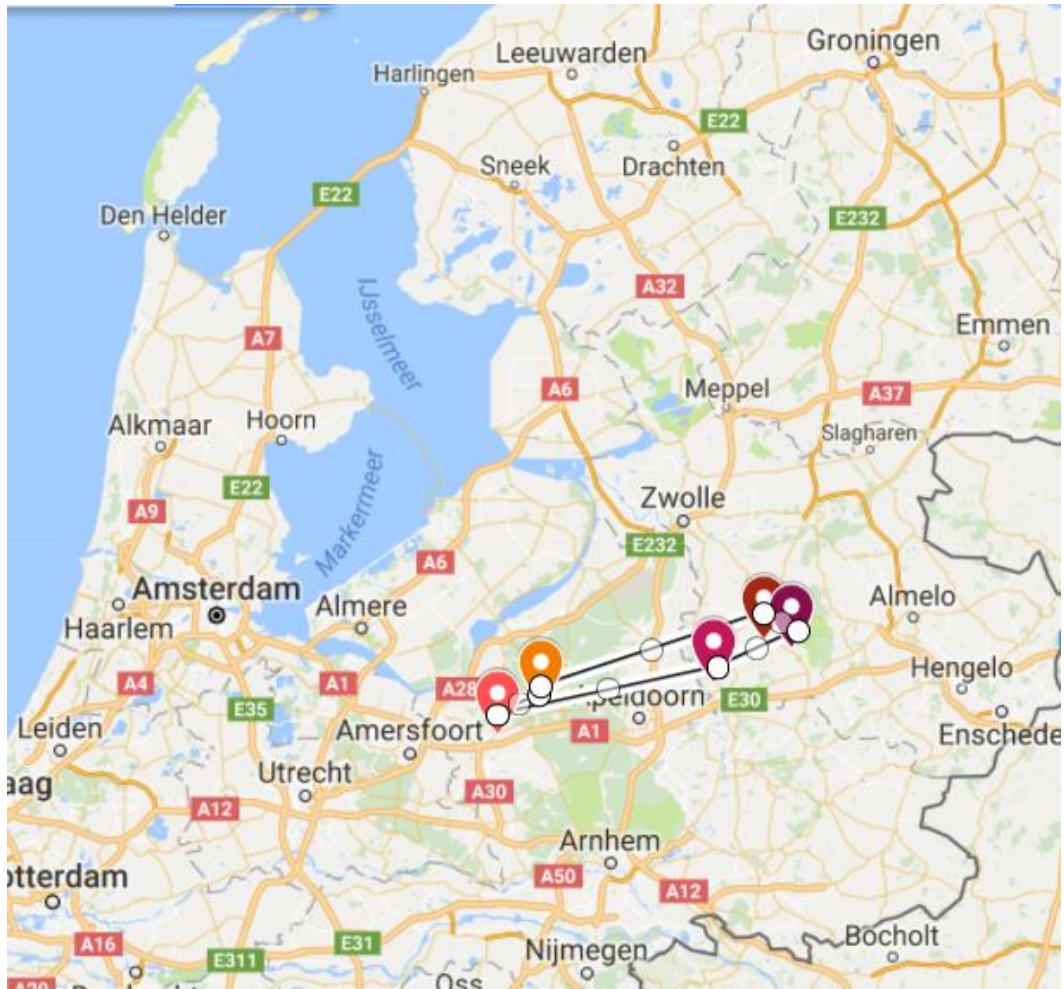 Groningen
Leeuwarden
Harlingen
E22
Drachten
Sneek
E22
Den Helder
E232
IJsselmeer
A32
A7
Emmen
A6
Meppel
A37
Alkmaar
Hoorn
Slagharen
E22
Markermeer
Zwolle
A9
E232
A6
Amsterdam
Almere
Almelo
Haarlem
Hengelo
A4
A1
A28
peldoorn
E30
Leiden
E35
Amersfoort
A1
Enschede
aag
Utrecht
A30
A12
Arnhem
otterdam
A50
A12
A16
E31
Bocholt
E311
Nijmegen
Oss